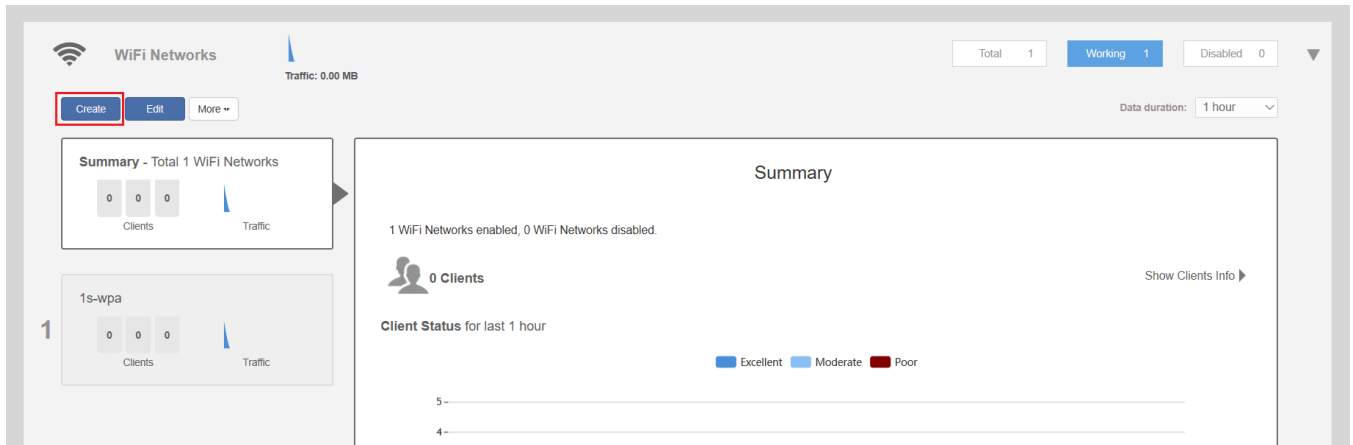 WiFi Networks
Traffic: 0.00 MB
Total 1
Working 1
Disabled 0
Create
Edit
More
Data duration: 1 hour
Summary - Total 1 WiFi Networks
0 0 0
Clients
Traffic
1
1s-wpa
0 0 0
Clients
Traffic
Summary
1 WiFi Networks enabled, 0 WiFi Networks disabled.
0 Clients
Show Clients Info
Client Status for last 1 hour
Excellent
Moderate
Poor
5
4